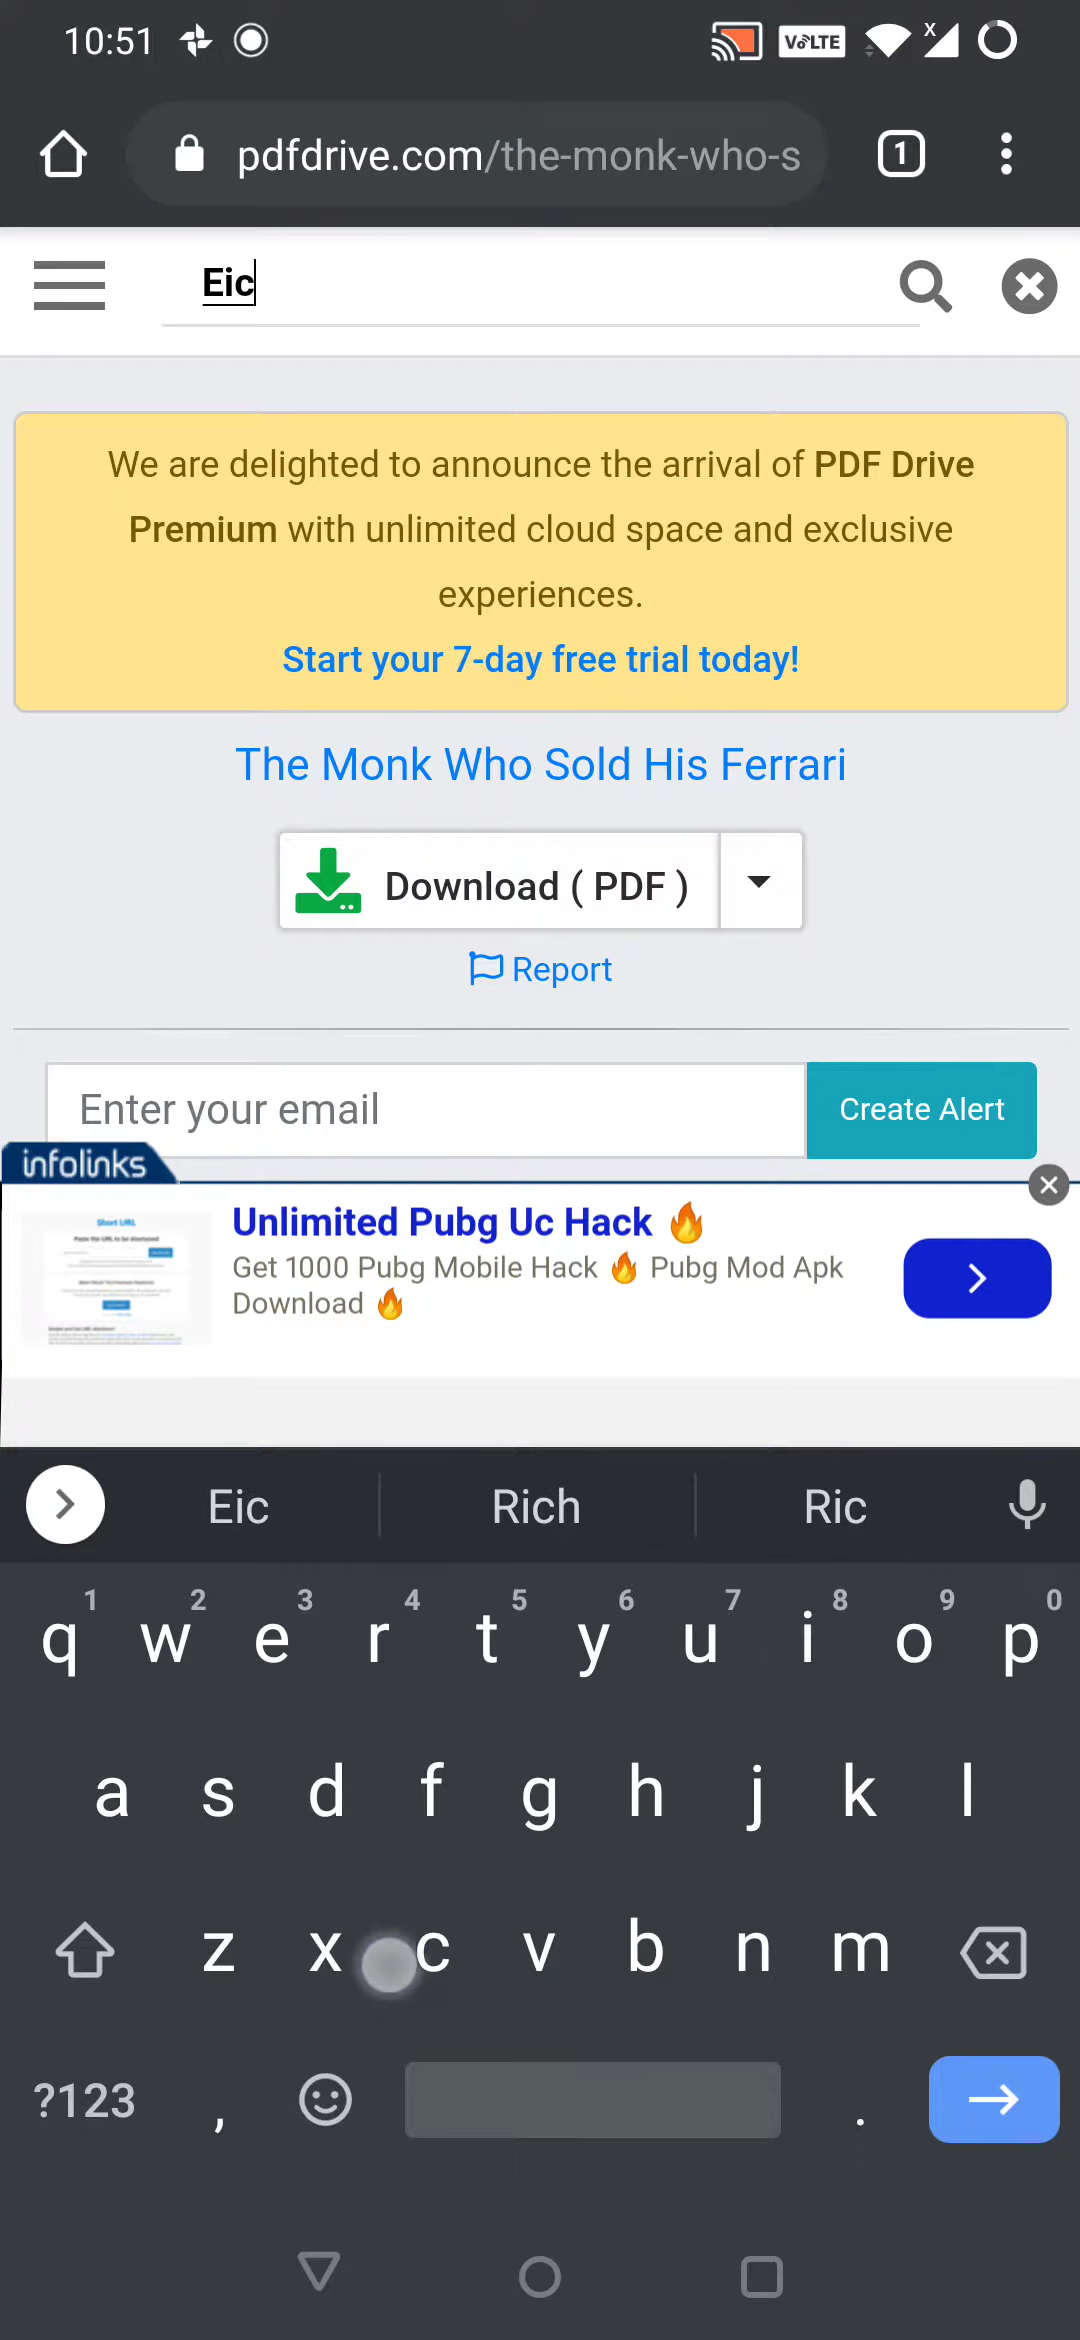 10:51 VoLTE x
pdfdrive.com/the-monk-who-s 1
Eic
We are delighted to announce the arrival of PDF Drive
Premium with unlimited cloud space and exclusive
experiences.
Start your 7-day free trial today!
The Monk Who Sold His Ferrari
Download ( PDF )
Report
Enter your email Create Alert
infolinks
Unlimited Pubg Uc Hack 🔥
Get 1000 Pubg Mobile Hack 🔥 Pubg Mod Apk
Download 🔥
Short URL
Eic Rich Ric
1 2 3 4 5 6 7 8 9 0
q w e r t y u i o p
a s d f g h j k l
z x c v b n m
?123 , .